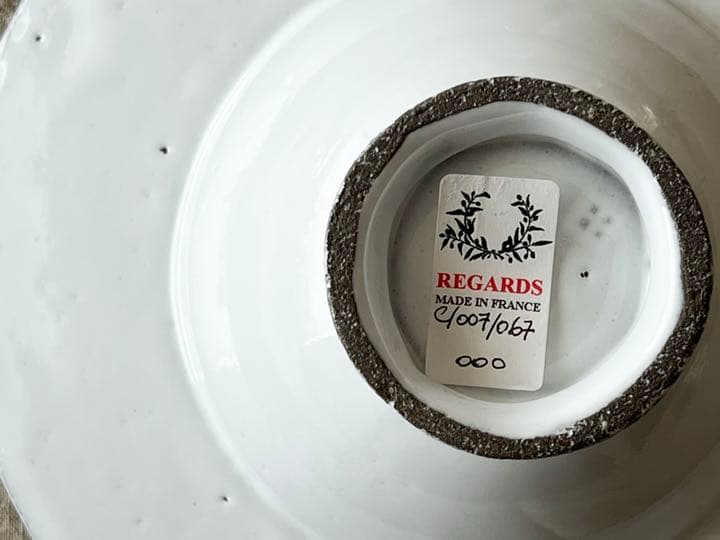 REGARDS
MADE IN FRANCE
C/007/067
000